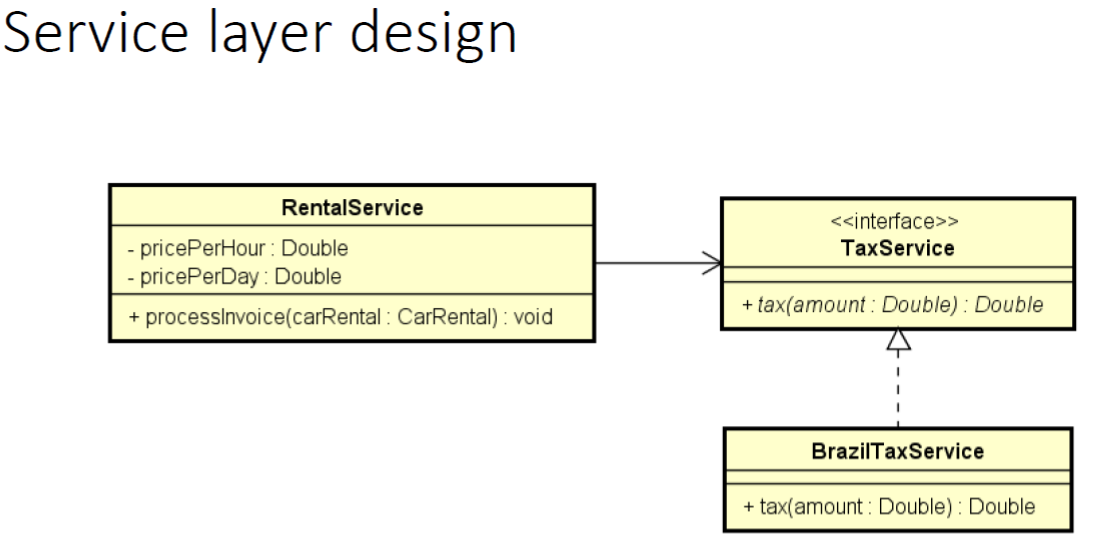 Service layer design
RentalService
- pricePerHour : Double
- pricePerDay : Double
+ processInvoice(carRental : CarRental) : void
<<interface>>
TaxService
+ tax(amount : Double) : Double
BrazilTaxService
+ tax(amount : Double) : Double